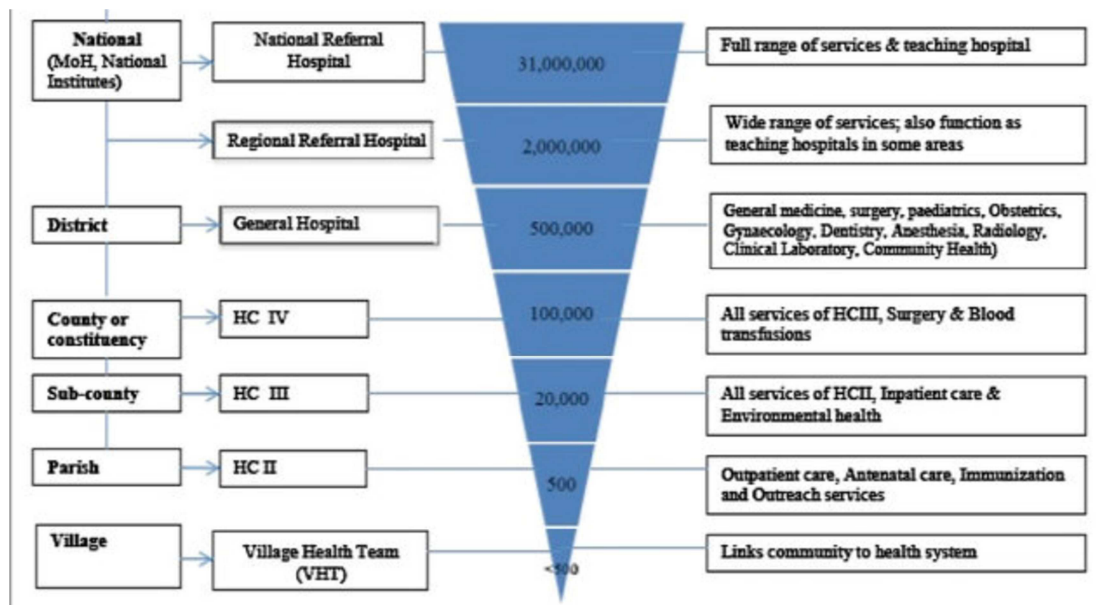 National
(MoH, National
Institutes)
National Referral
Hospital
31,000,000
Full range of services & teaching hospital
Regional Referral Hospital
2,000,000
Wide range of services; also function as
teaching hospitals in some areas
District
General Hospital
500,000
General medicine, surgery, paediatrics, Obstetrics,
Gynaecology, Dentistry, Anesthesia, Radiology,
Clinical Laboratory, Community Health)
County or
constituency
HC IV
100,000
All services of HCIII, Surgery & Blood
transfusions
Sub-county
HC III
20,000
All services of HCII, Inpatient care &
Environmental health
Parish
HC II
500
Outpatient care, Antenatal care, Immunization
and Outreach services
Village
Village Health Team
(VHT)
<500
Links community to health system